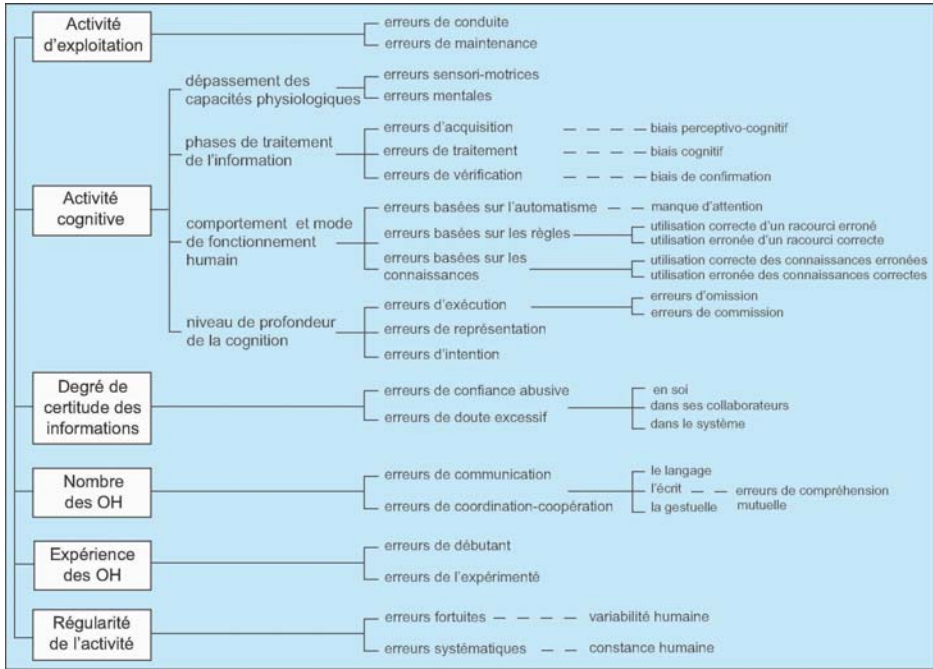 Activité
d'exploitation
erreurs de conduite
erreurs de maintenance
Activité
cognitive
dépassement des
capacités physiologiques
erreurs sensori-motrices
erreurs mentales
phases de traitement
de l'information
erreurs d'acquisition
biais perceptivo-cognitif
erreurs de traitement
biais cognitif
erreurs de vérification
biais de confirmation
comportement et mode
de fonctionnement
humain
erreurs basées sur l'automatisme
manque d'attention
erreurs basées sur les règles
utilisation correcte d'un racourci erroné
utilisation erronée d'un racourci correcte
erreurs basées sur les
connaissances
utilisation correcte des connaissances erronées
utilisation erronée des connaissances correctes
niveau de profondeur
de la cognition
erreurs d'exécution
erreurs d'omission
erreurs de commission
erreurs de représentation
erreurs d'intention
Degré de
certitude des
informations
erreurs de confiance abusive
erreurs de doute excessif
en soi
dans ses collaborateurs
dans le système
Nombre
des OH
erreurs de communication
erreurs de coordination-coopération
le langage
l'écrit
la gestuelle
erreurs de compréhension
mutuelle
Expérience
des OH
erreurs de débutant
erreurs de l'expérimenté
Régularité
de l'activité
erreurs fortuites
variabilité humaine
erreurs systématiques
constance humaine